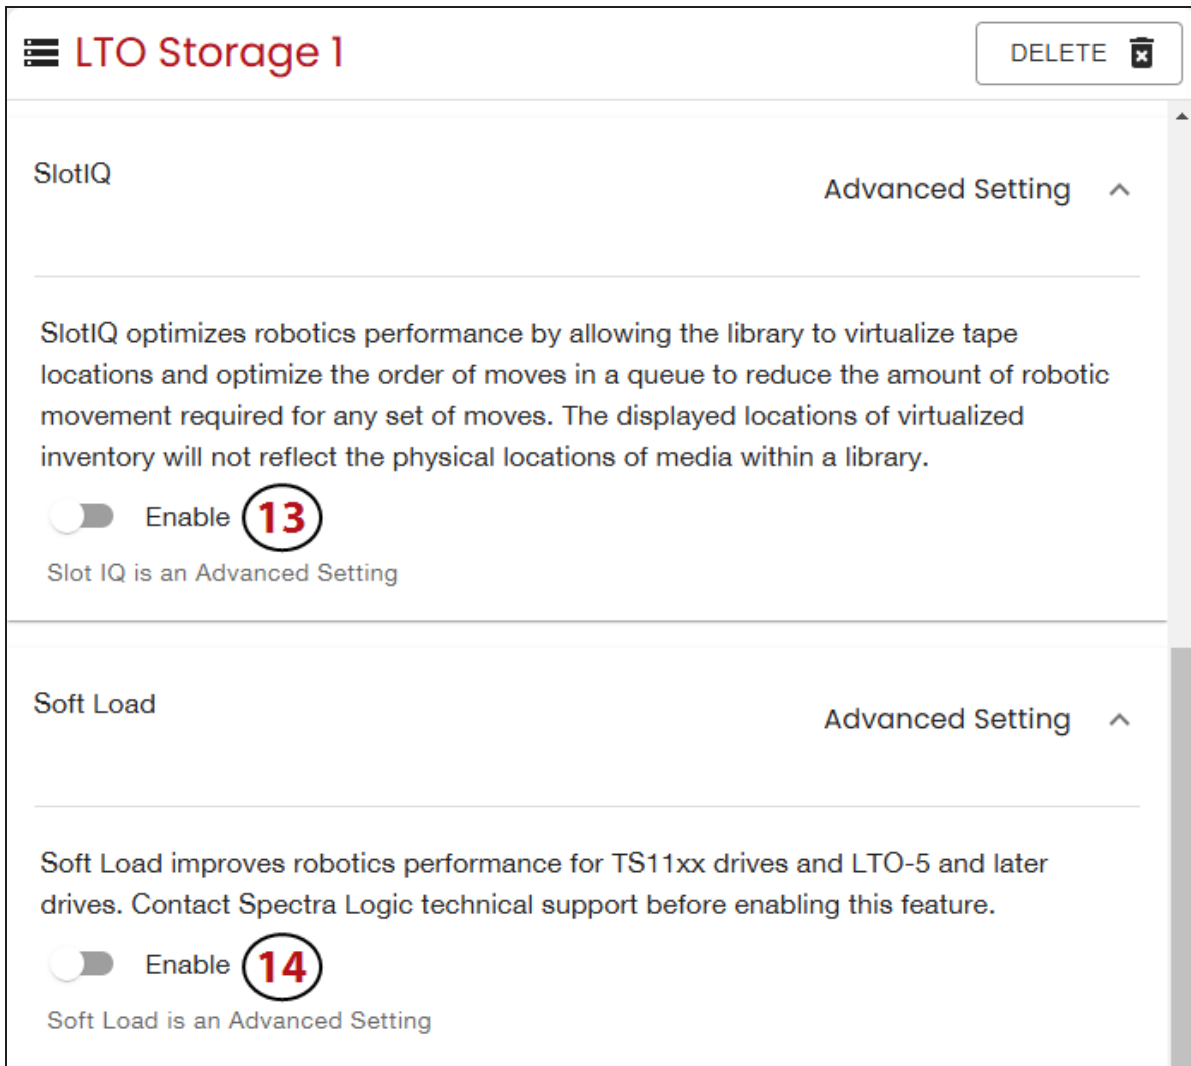 LTO Storage 1
DELETE
SlotIQ
Advanced Setting
SlotIQ optimizes robotics performance by allowing the library to virtualize tape
locations and optimize the order of moves in a queue to reduce the amount of robotic
movement required for any set of moves. The displayed locations of virtualized
inventory will not reflect the physical locations of media within a library.
Enable 13
Slot IQ is an Advanced Setting
Soft Load
Advanced Setting
Soft Load improves robotics performance for TS11xx drives and LTO-5 and later
drives. Contact Spectra Logic technical support before enabling this feature.
Enable 14
Soft Load is an Advanced Setting